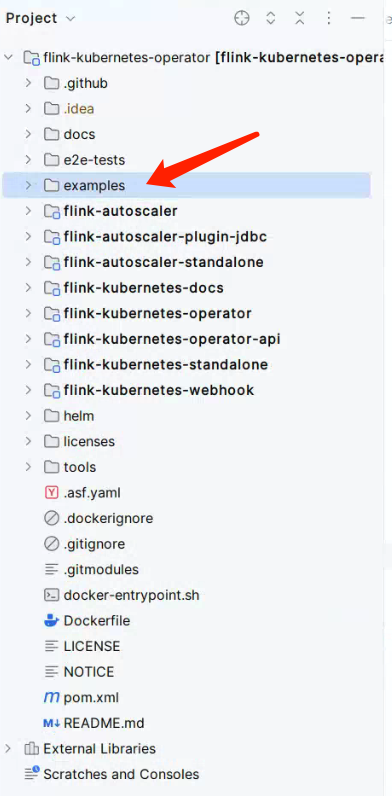 Project
flink-kubernetes-operator [flink-kubernetes-opera
.github
.idea
docs
e2e-tests
examples
flink-autoscaler
flink-autoscaler-plugin-jdbc
flink-autoscaler-standalone
flink-kubernetes-docs
flink-kubernetes-operator
flink-kubernetes-operator-api
flink-kubernetes-standalone
flink-kubernetes-webhook
helm
licenses
tools
Y .asf.yaml
.dockerignore
.gitignore
.gitmodules
docker-entrypoint.sh
Dockerfile
LICENSE
NOTICE
m pom.xml
M↓ README.md
External Libraries
Scratches and Consoles